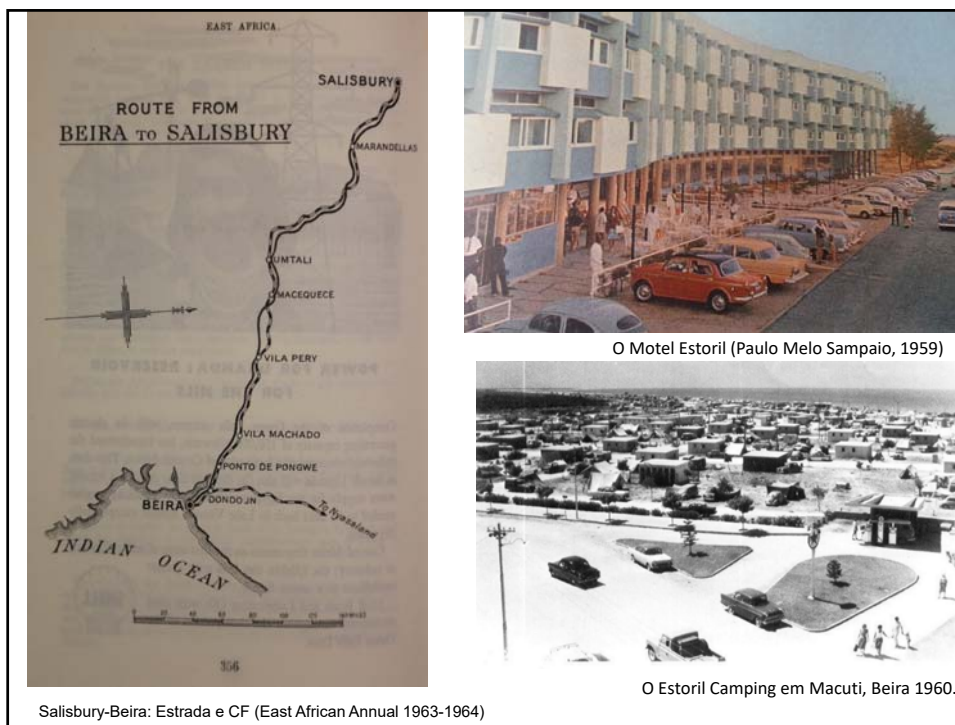 EAST AFRICA.
ROUTE FROM
BEIRA TO SALISBURY
SALISBURY
MARANDELLAS
UMTALI
MACEQUECE
VILA PERY
VILA MACHADO
PONTO DE PONGWE
DONDO JN
BEIRA
To Nyasaland
INDIAN OCEAN
356
Salisbury-Beira: Estrada e CF (East African Annual 1963-1964)
O Motel Estoril (Paulo Melo Sampaio, 1959)
O Estoril Camping em Macuti, Beira 1960.